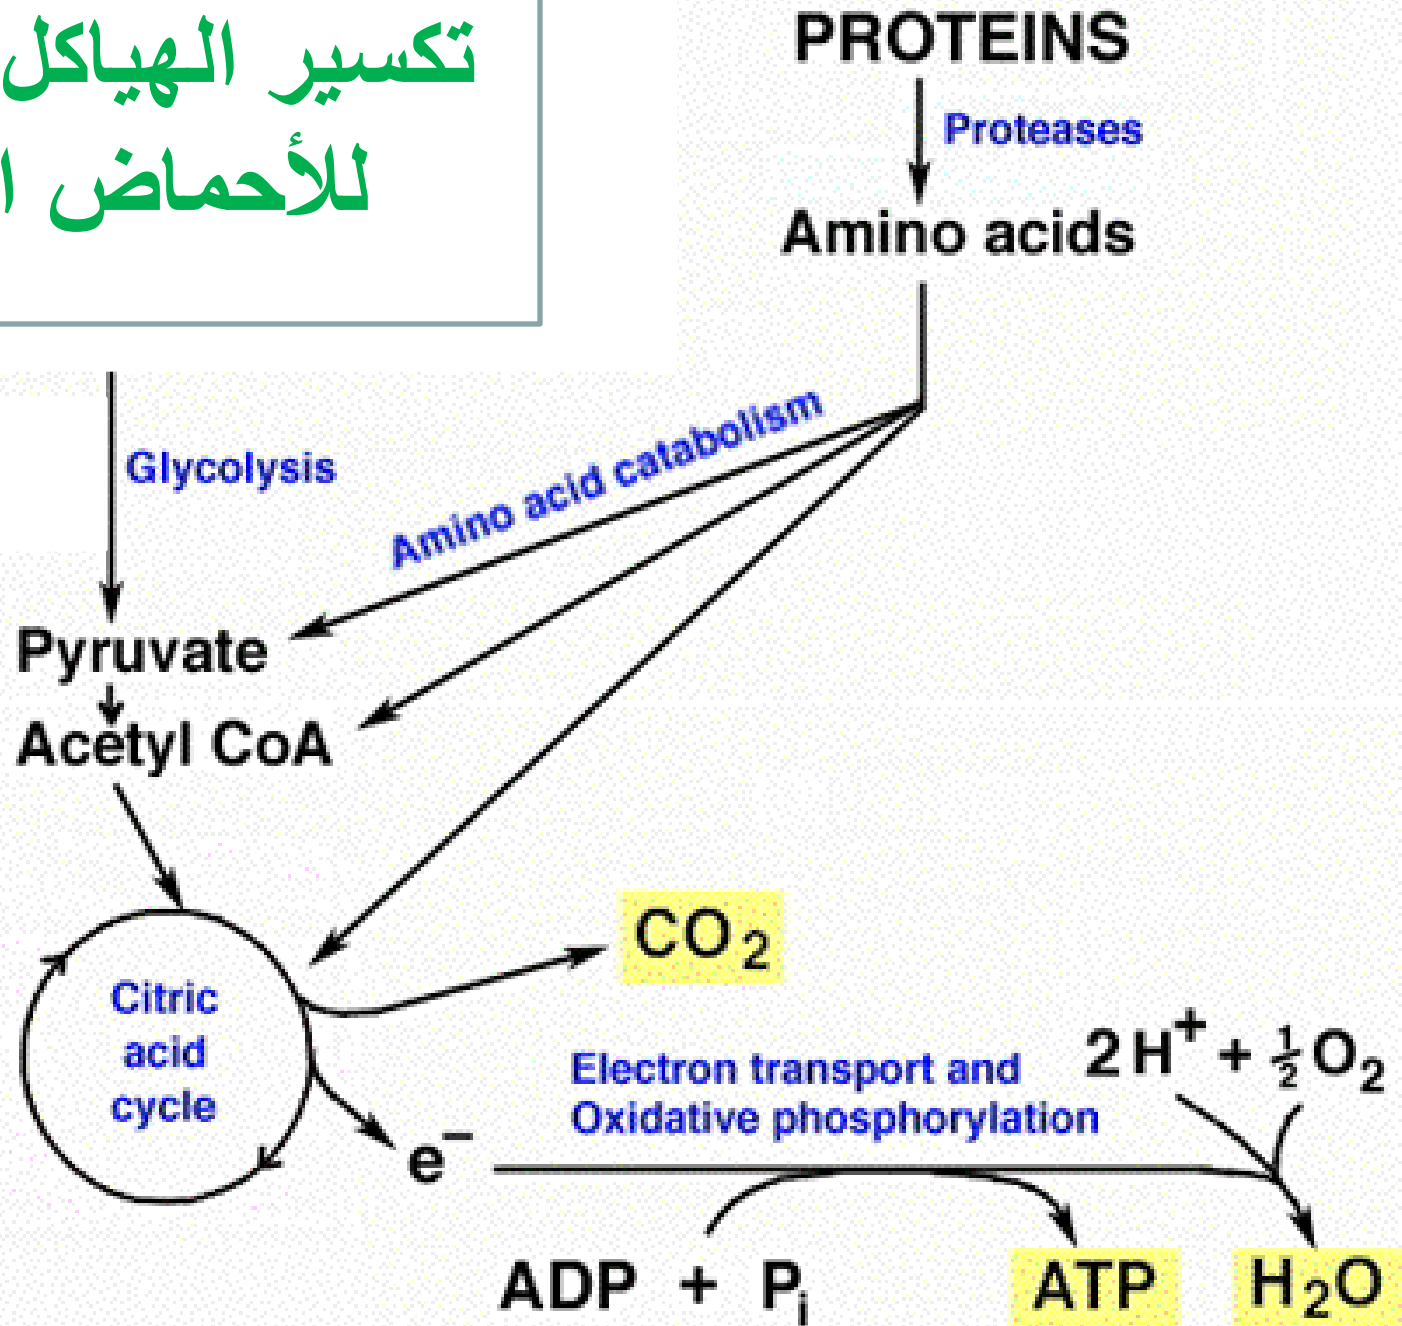 تكسير الهياكل
للأحماض
PROTEINS
Proteases
Amino acids
Amino acid catabolism
Glycolysis
Pyruvate
Acetyl CoA
Citric
acid
cycle
CO₂
e⁻
Electron transport and
Oxidative phosphorylation
2H⁺ + ½O₂
ADP + Pᵢ
ATP
H₂O